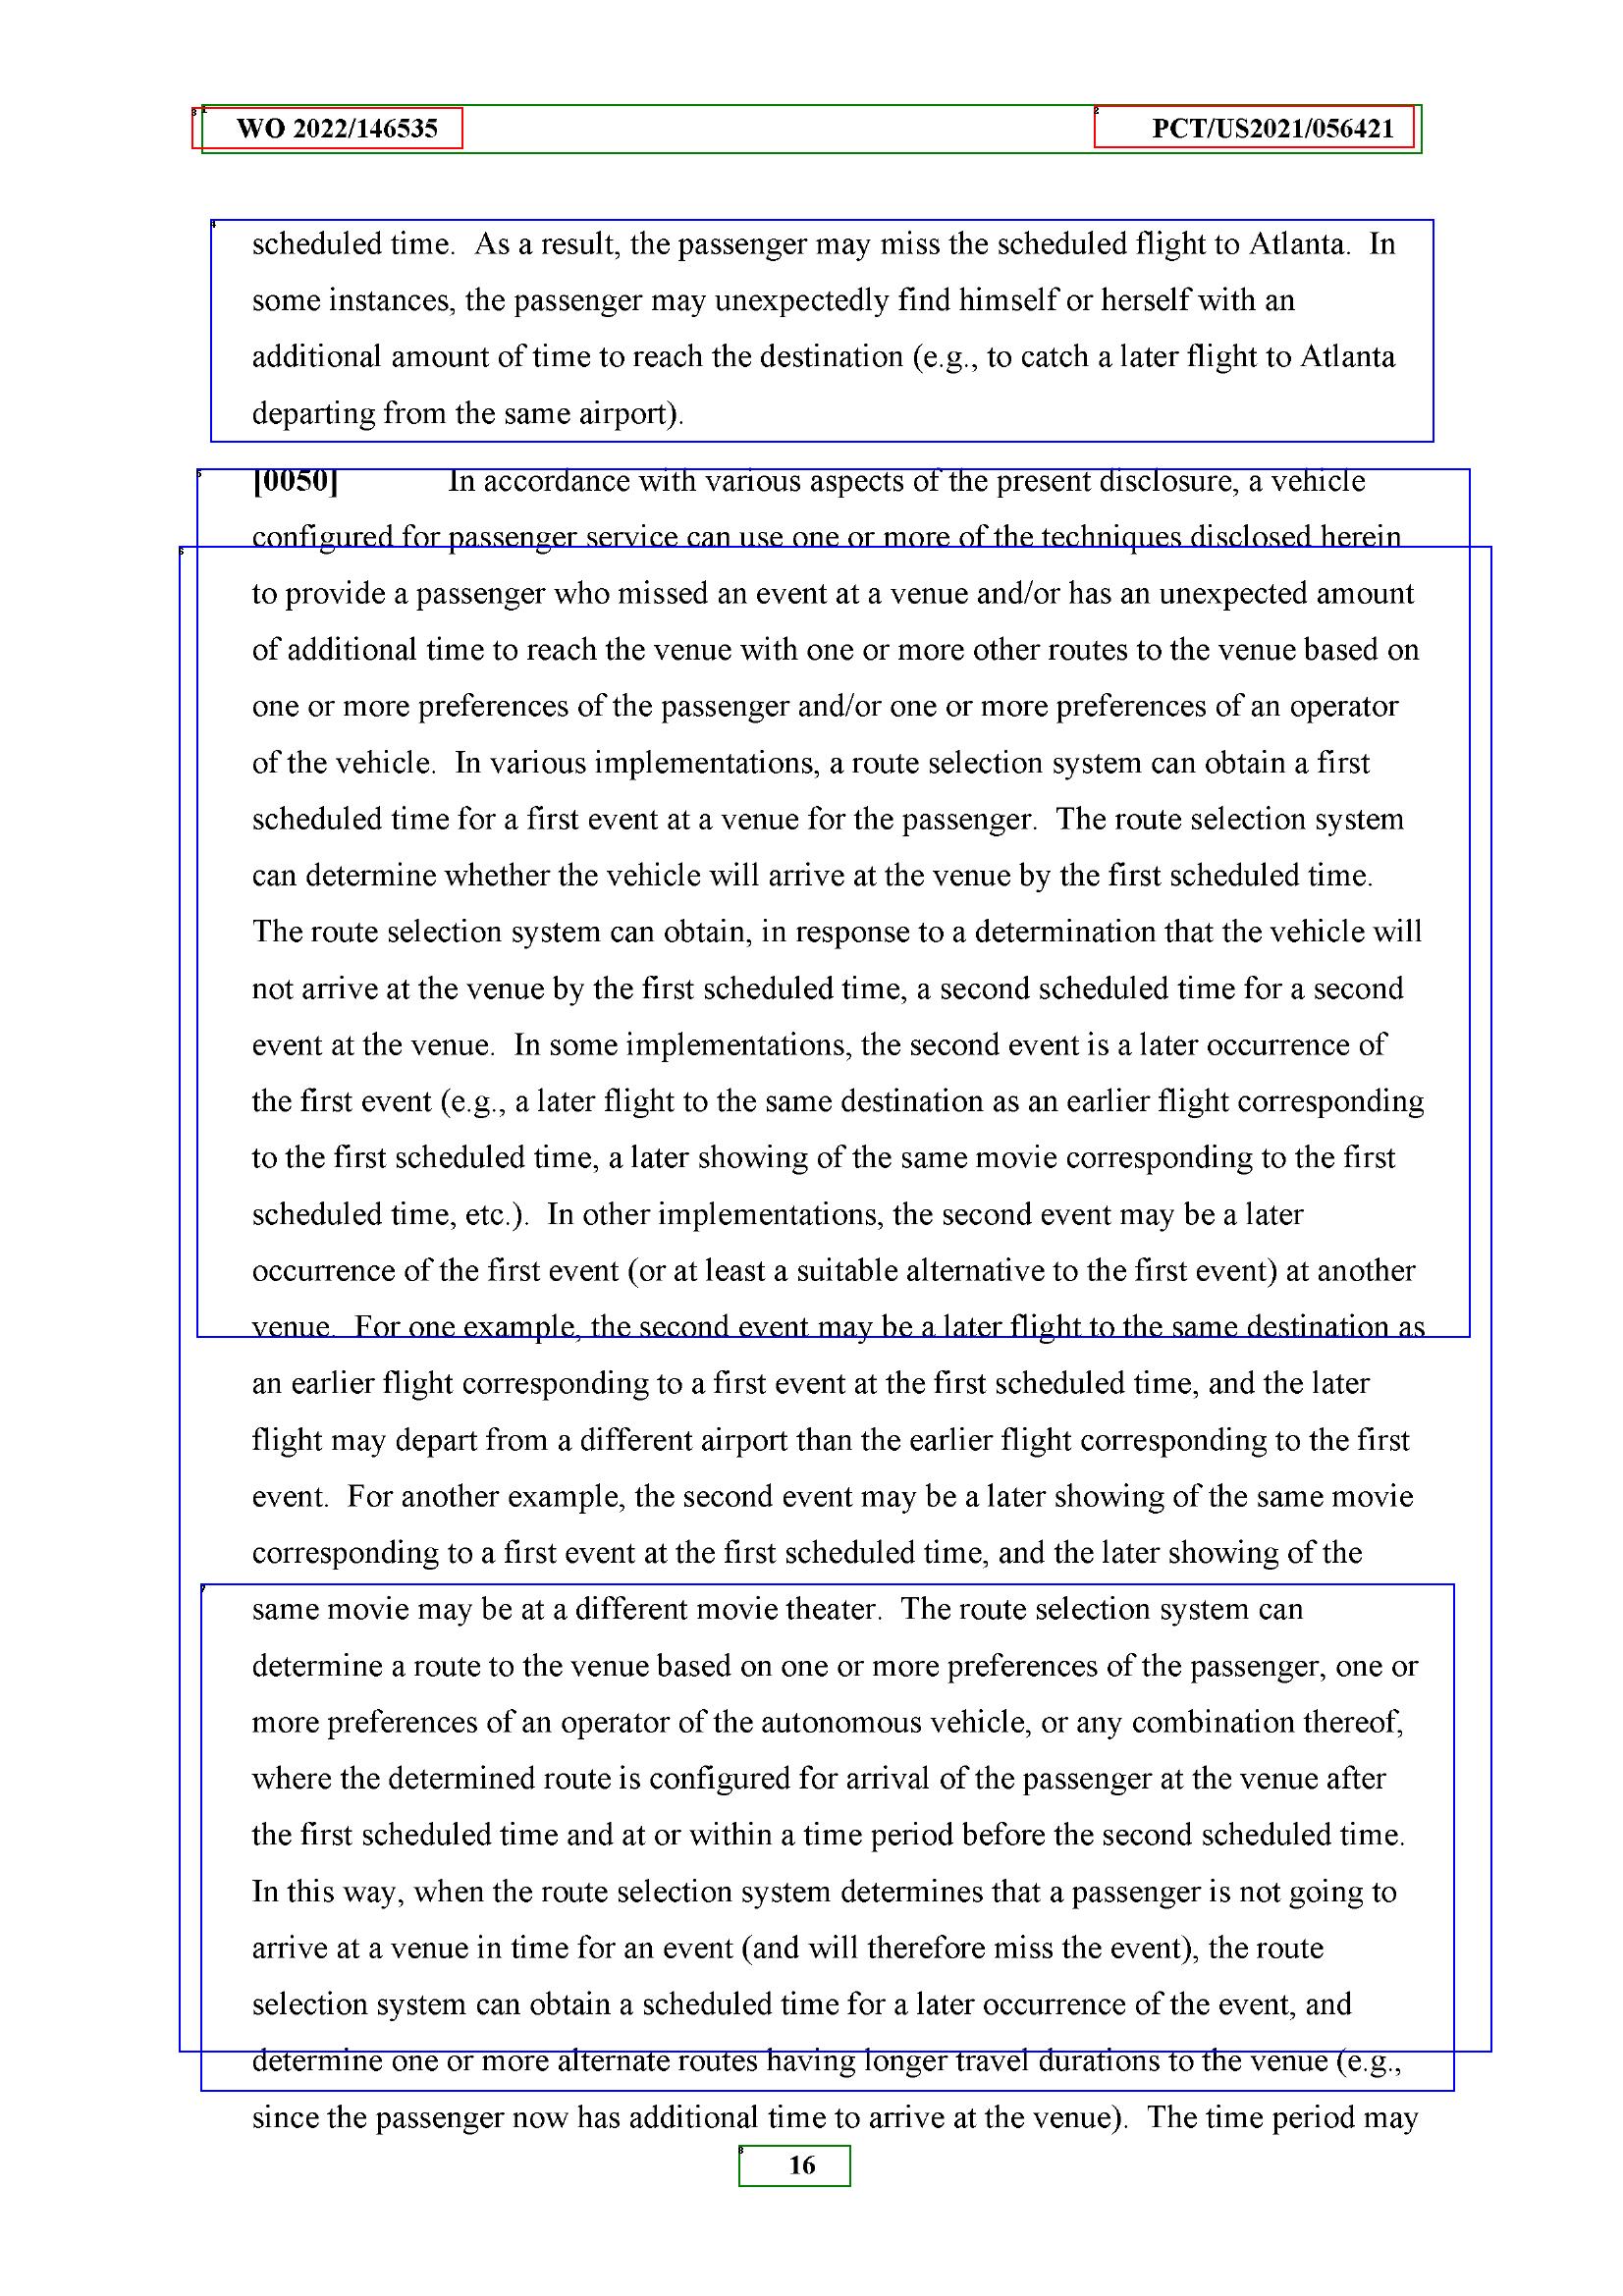 WO 2022/146535 PCT/US2021/056421
scheduled time. As a result, the passenger may miss the scheduled flight to Atlanta. In
some instances, the passenger may unexpectedly find himself or herself with an
additional amount of time to reach the destination (e.g., to catch a later flight to Atlanta
departing from the same airport).
[0050] In accordance with various aspects of the present disclosure, a vehicle
configured for passenger service can use one or more of the techniques disclosed herein
to provide a passenger who missed an event at a venue and/or has an unexpected amount
of additional time to reach the venue with one or more other routes to the venue based on
one or more preferences of the passenger and/or one or more preferences of an operator
of the vehicle. In various implementations, a route selection system can obtain a first
scheduled time for a first event at a venue for the passenger. The route selection system
can determine whether the vehicle will arrive at the venue by the first scheduled time.
The route selection system can obtain, in response to a determination that the vehicle will
not arrive at the venue by the first scheduled time, a second scheduled time for a second
event at the venue. In some implementations, the second event is a later occurrence of
the first event (e.g., a later flight to the same destination as an earlier flight corresponding
to the first scheduled time, a later showing of the same movie corresponding to the first
scheduled time, etc.). In other implementations, the second event may be a later
occurrence of the first event (or at least a suitable alternative to the first event) at another
venue. For one example, the second event may be a later flight to the same destination as
an earlier flight corresponding to a first event at the first scheduled time, and the later
flight may depart from a different airport than the earlier flight corresponding to the first
event. For another example, the second event may be a later showing of the same movie
corresponding to a first event at the first scheduled time, and the later showing of the
same movie may be at a different movie theater. The route selection system can
determine a route to the venue based on one or more preferences of the passenger, one or
more preferences of an operator of the autonomous vehicle, or any combination thereof,
where the determined route is configured for arrival of the passenger at the venue after
the first scheduled time and at or within a time period before the second scheduled time.
In this way, when the route selection system determines that a passenger is not going to
arrive at a venue in time for an event (and will therefore miss the event), the route
selection system can obtain a scheduled time for a later occurrence of the event, and
determine one or more alternate routes having longer travel durations to the venue (e.g.,
since the passenger now has additional time to arrive at the venue). The time period may
16